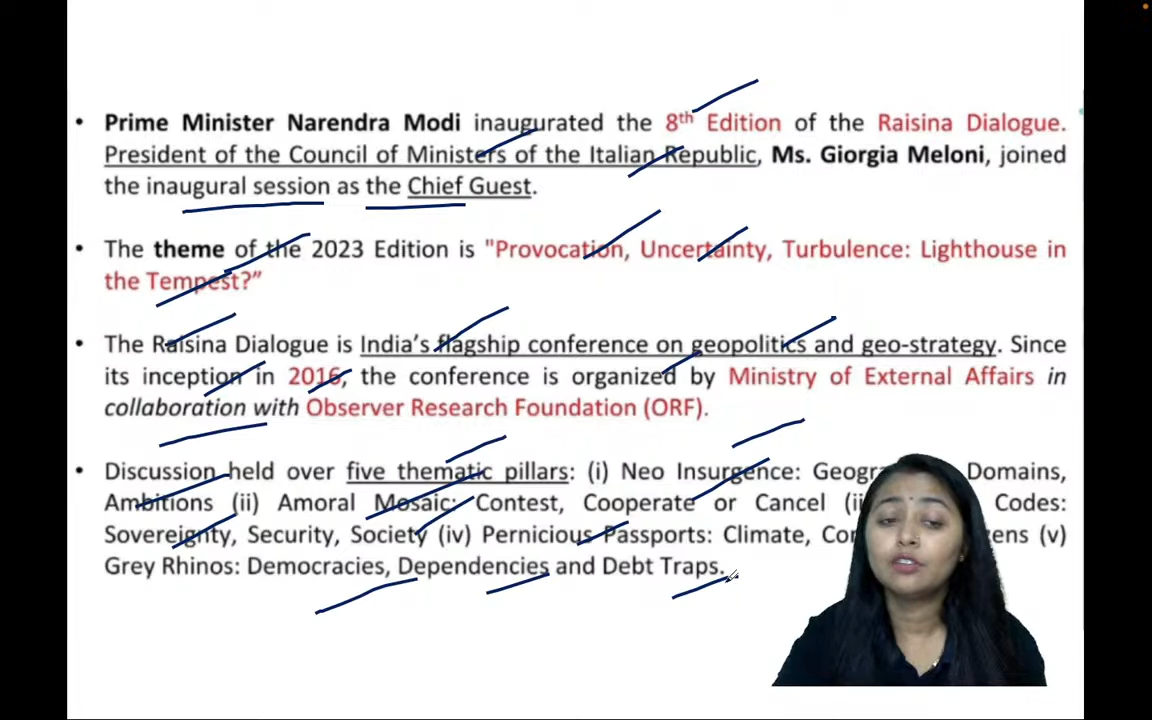 • Prime Minister Narendra Modi inaugurated the 8th Edition of the Raisina Dialogue.
President of the Council of Ministers of the Italian Republic, Ms. Giorgia Meloni, joined
the inaugural session as the Chief Guest.
• The theme of the 2023 Edition is "Provocation, Uncertainty, Turbulence: Lighthouse in
the Tempest?”
• The Raisina Dialogue is India’s flagship conference on geopolitics and geo-strategy. Since
its inception in 2016, the conference is organized by Ministry of External Affairs in
collaboration with Observer Research Foundation (ORF).
• Discussion held over five thematic pillars: (i) Neo Insurgence: Domains,
Ambitions (ii) Amoral Mosaic: Contest, Cooperate or Cancel Codes:
Sovereignty, Security, Society (iv) Pernicious Passports: Climate, (v)
Grey Rhinos: Democracies, Dependencies and Debt Traps.